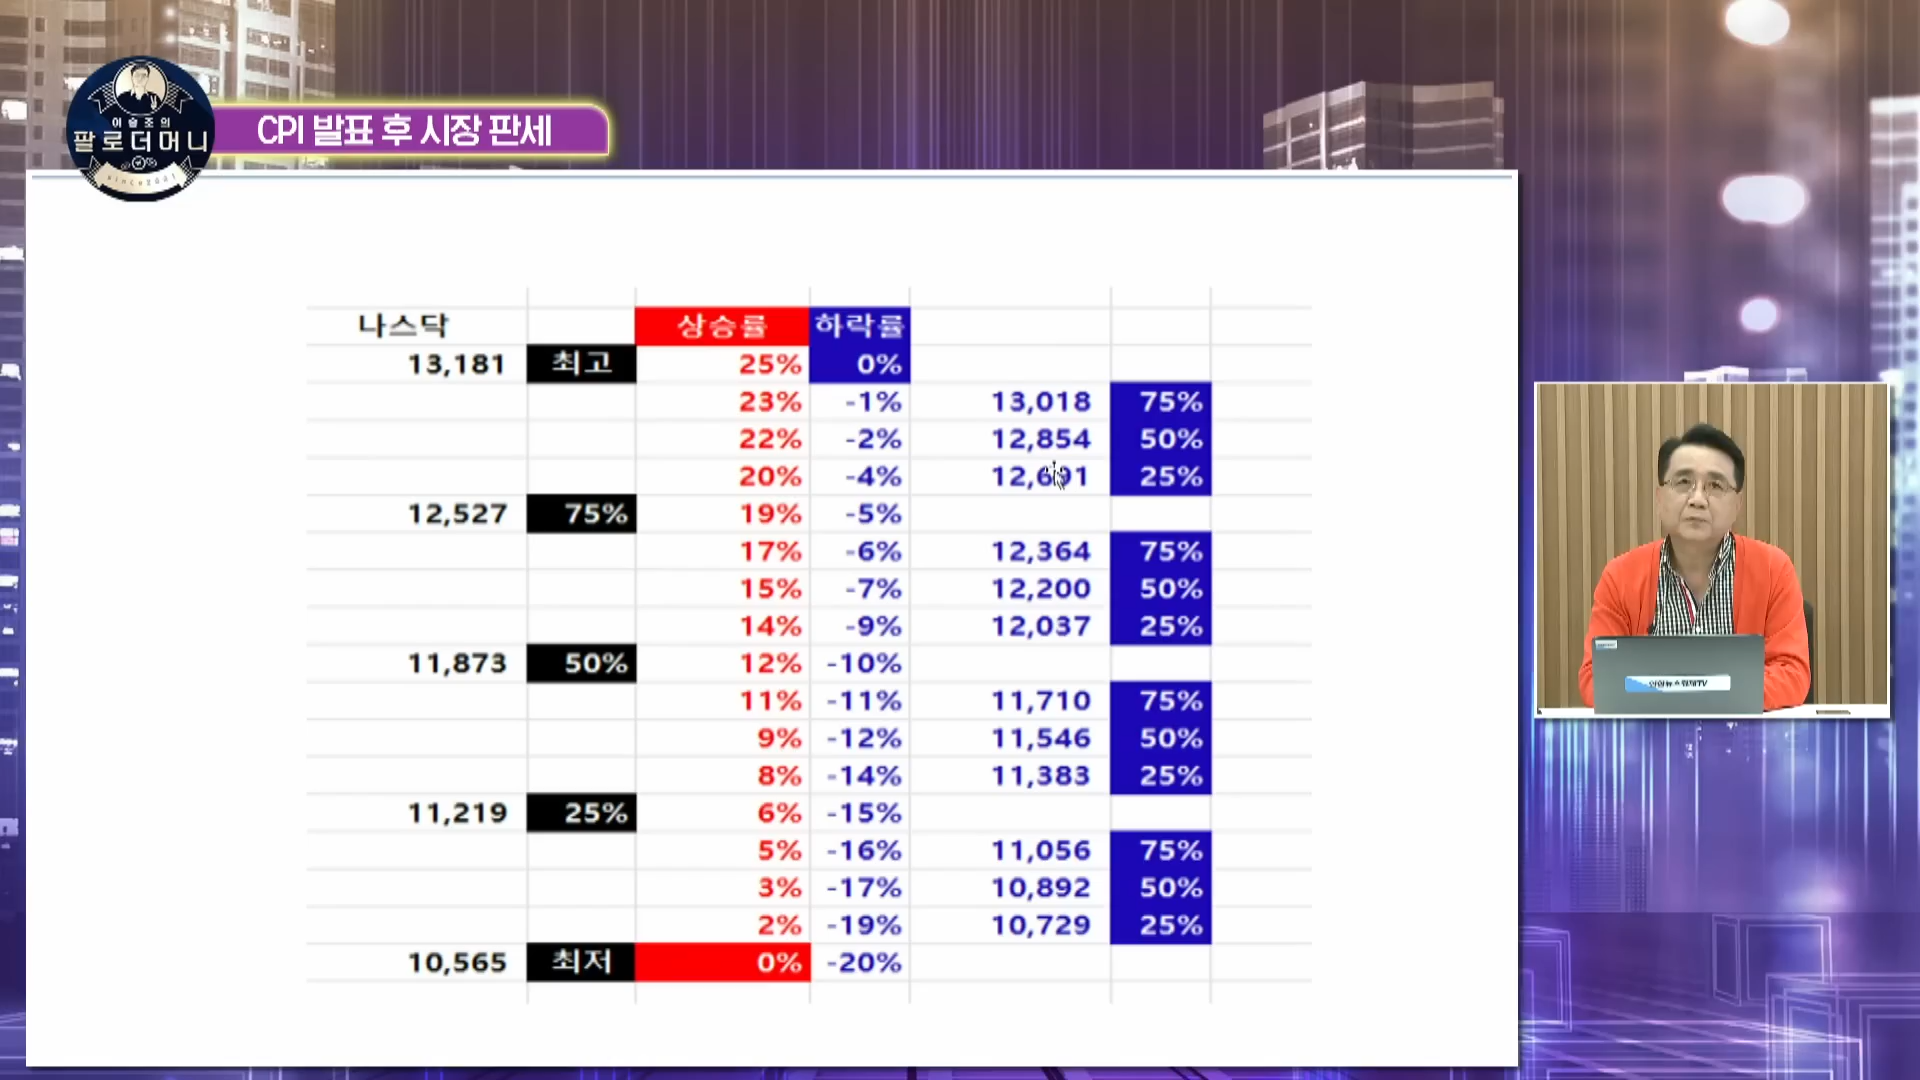 이슬조의
팔로더머니
CPI 발표 후 시장 판세
나스닥 상승률 하락률
13,181 최고 25% 0%
23% -1% 13,018 75%
22% -2% 12,854 50%
20% -4% 12,691 25%
12,527 75% 19% -5%
17% -6% 12,364 75%
15% -7% 12,200 50%
14% -9% 12,037 25%
11,873 50% 12% -10%
11% -11% 11,710 75%
9% -12% 11,546 50%
8% -14% 11,383 25%
11,219 25% 6% -15%
5% -16% 11,056 75%
3% -17% 10,892 50%
2% -19% 10,729 25%
10,565 최저 0% -20%